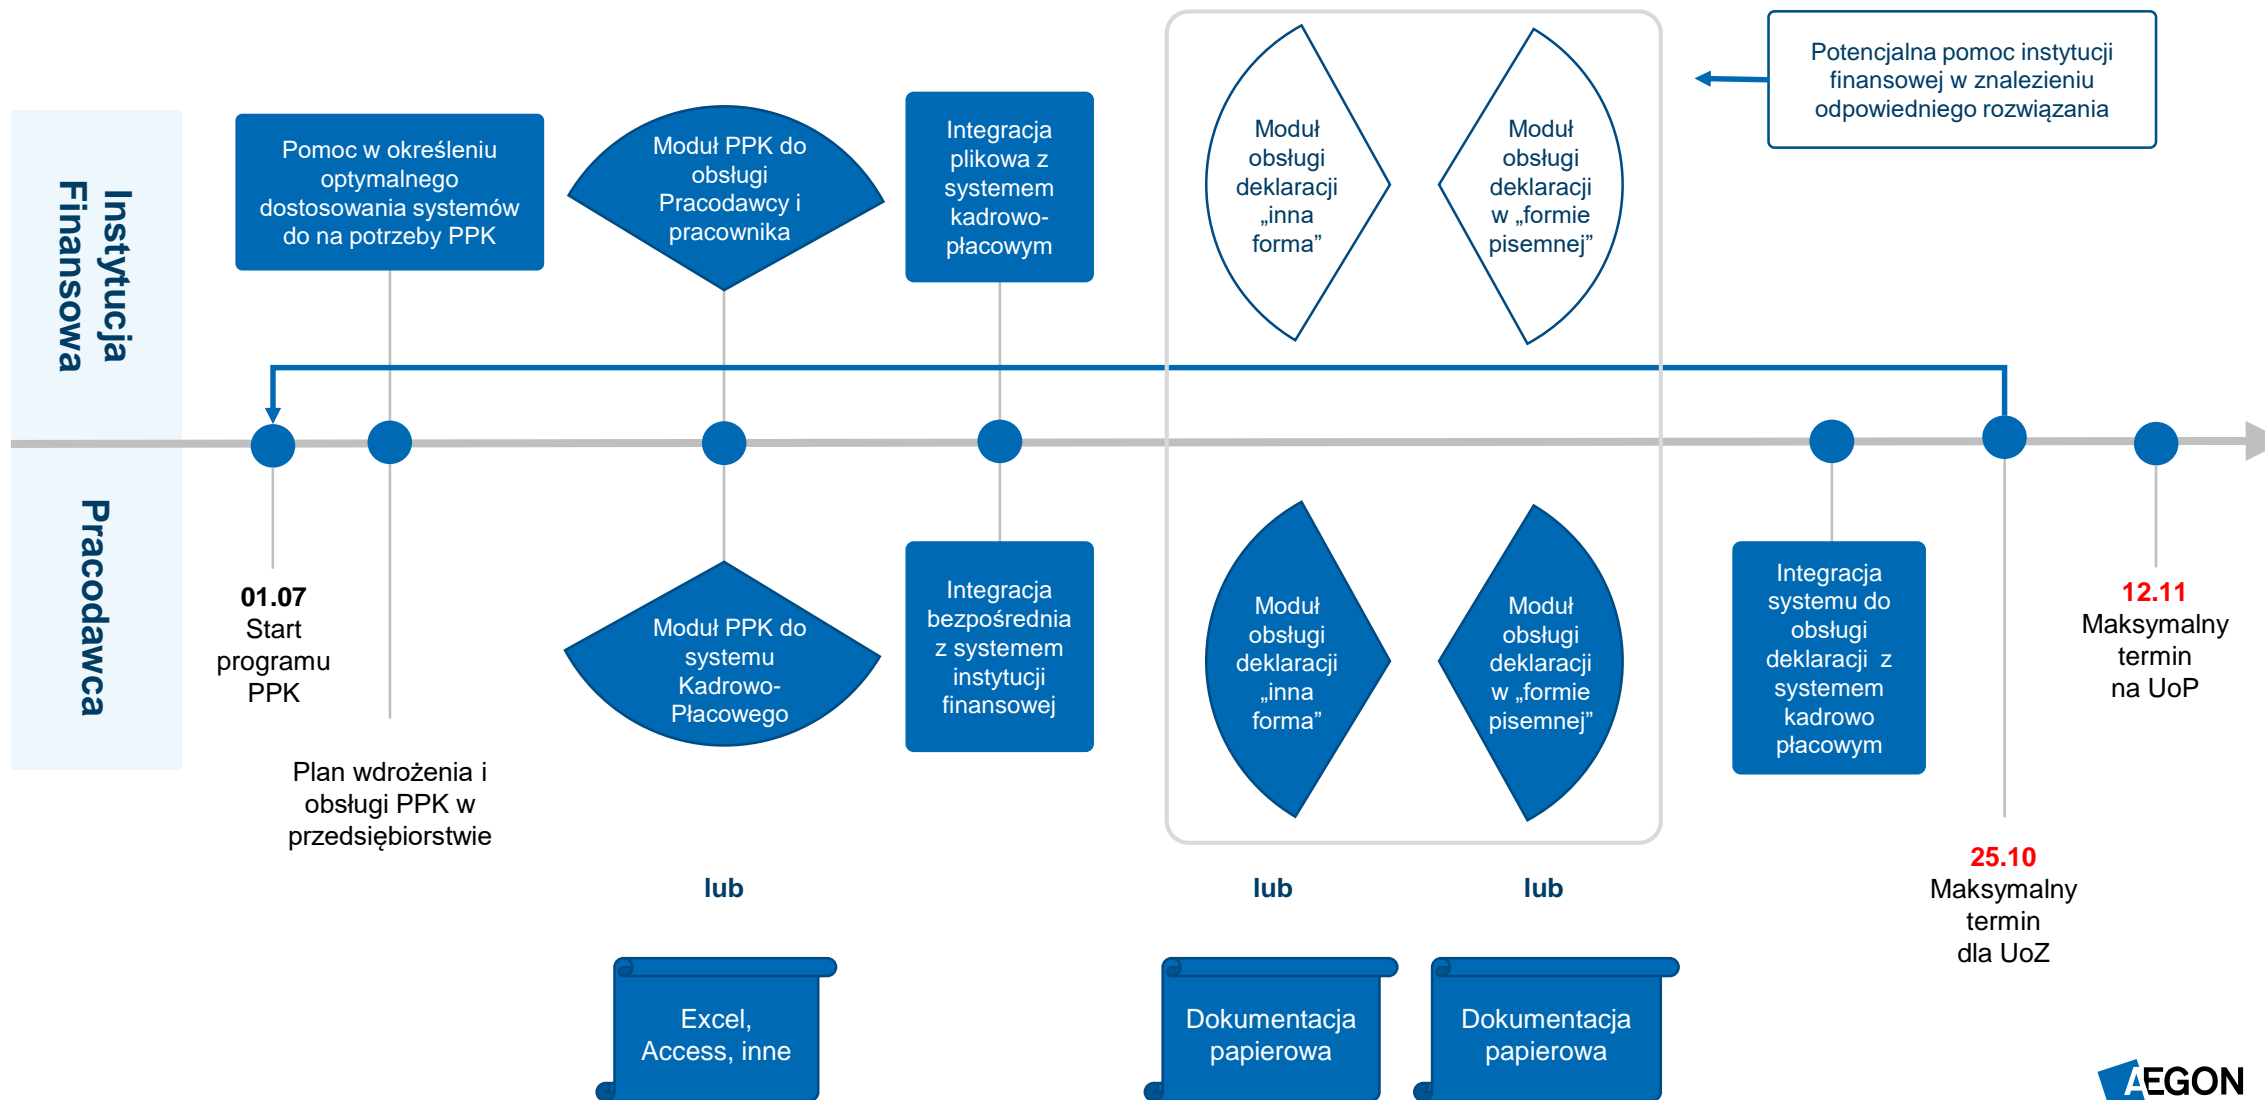 Instytucja
Finansowa
Pomoc w określeniu
optymalnego
dostosowania systemów
do na potrzeby PPK
Moduł PPK do
obsługi
Pracodawcy i
pracownika
Integracja
plikowa z
systemem
kadrowo-
płacowym
Moduł
obsługi
deklaracji
„inna
forma”
Moduł
obsługi
deklaracji
w „formie
pisemnej”
Potencjalna pomoc instytucji
finansowej w znalezieniu
odpowiedniego rozwiązania
Pracodawca
01.07
Start
programu
PPK
Plan wdrożenia i
obsługi PPK w
przedsiębiorstwie
Moduł PPK do
systemu
Kadrowo-
Płacowego
Integracja
bezpośrednia
z systemem
instytucji
finansowej
Moduł
obsługi
deklaracji
„inna
forma”
Moduł
obsługi
deklaracji
w „formie
pisemnej”
Integracja
systemu do
obsługi
deklaracji z
systemem
kadrowo
płacowym
25.10
Maksymalny
termin
dla UoZ
12.11
Maksymalny
termin
na UoP
lub
lub
lub
Excel,
Access, inne
Dokumentacja
papierowa
Dokumentacja
papierowa
AEGON